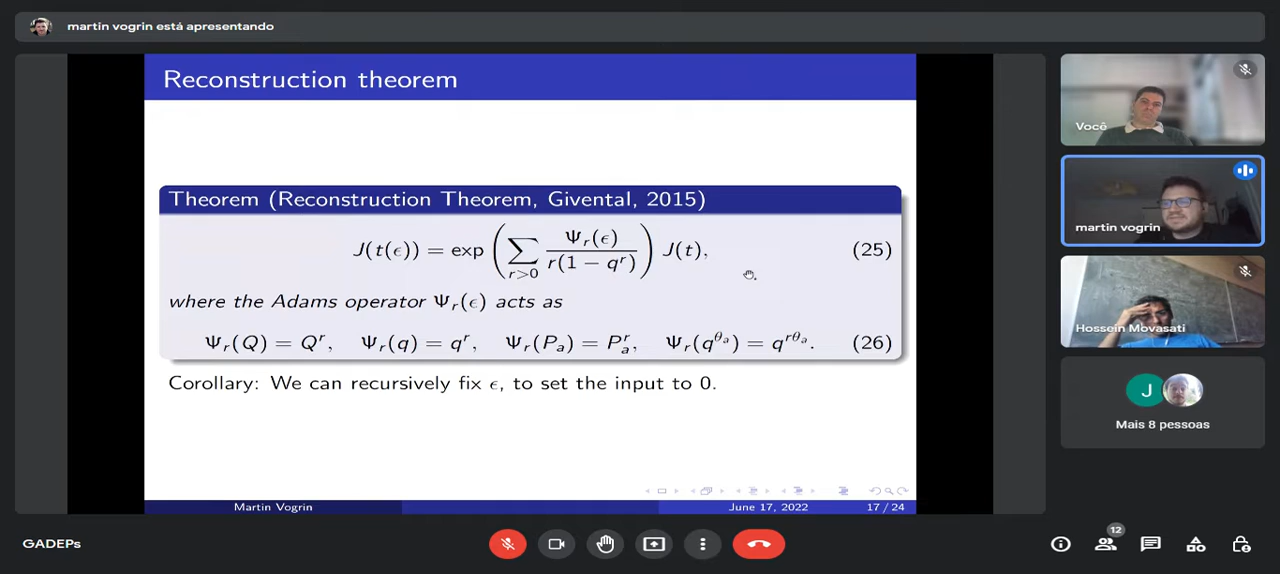 martin vogrin está apresentando
Reconstruction theorem
Theorem (Reconstruction Theorem, Givental, 2015)
J(t(ϵ)) = exp ( ∑_{r>0} Ψ_r(ϵ) / r(1 − q^r) ) J(t), (25)
where the Adams operator Ψ_r(ϵ) acts as
Ψ_r(Q) = Q^r, Ψ_r(q) = q^r, Ψ_r(P_a) = P_a^r, Ψ_r(q^{θ_a}) = q^{rθ_a}. (26)
Corollary: We can recursively fix ϵ, to set the input to 0.
Martin Vogrin
June 17, 2022
17 / 24
Você
martin vogrin
Hossein Movasati
J
Mais 8 pessoas
GADEPs
12